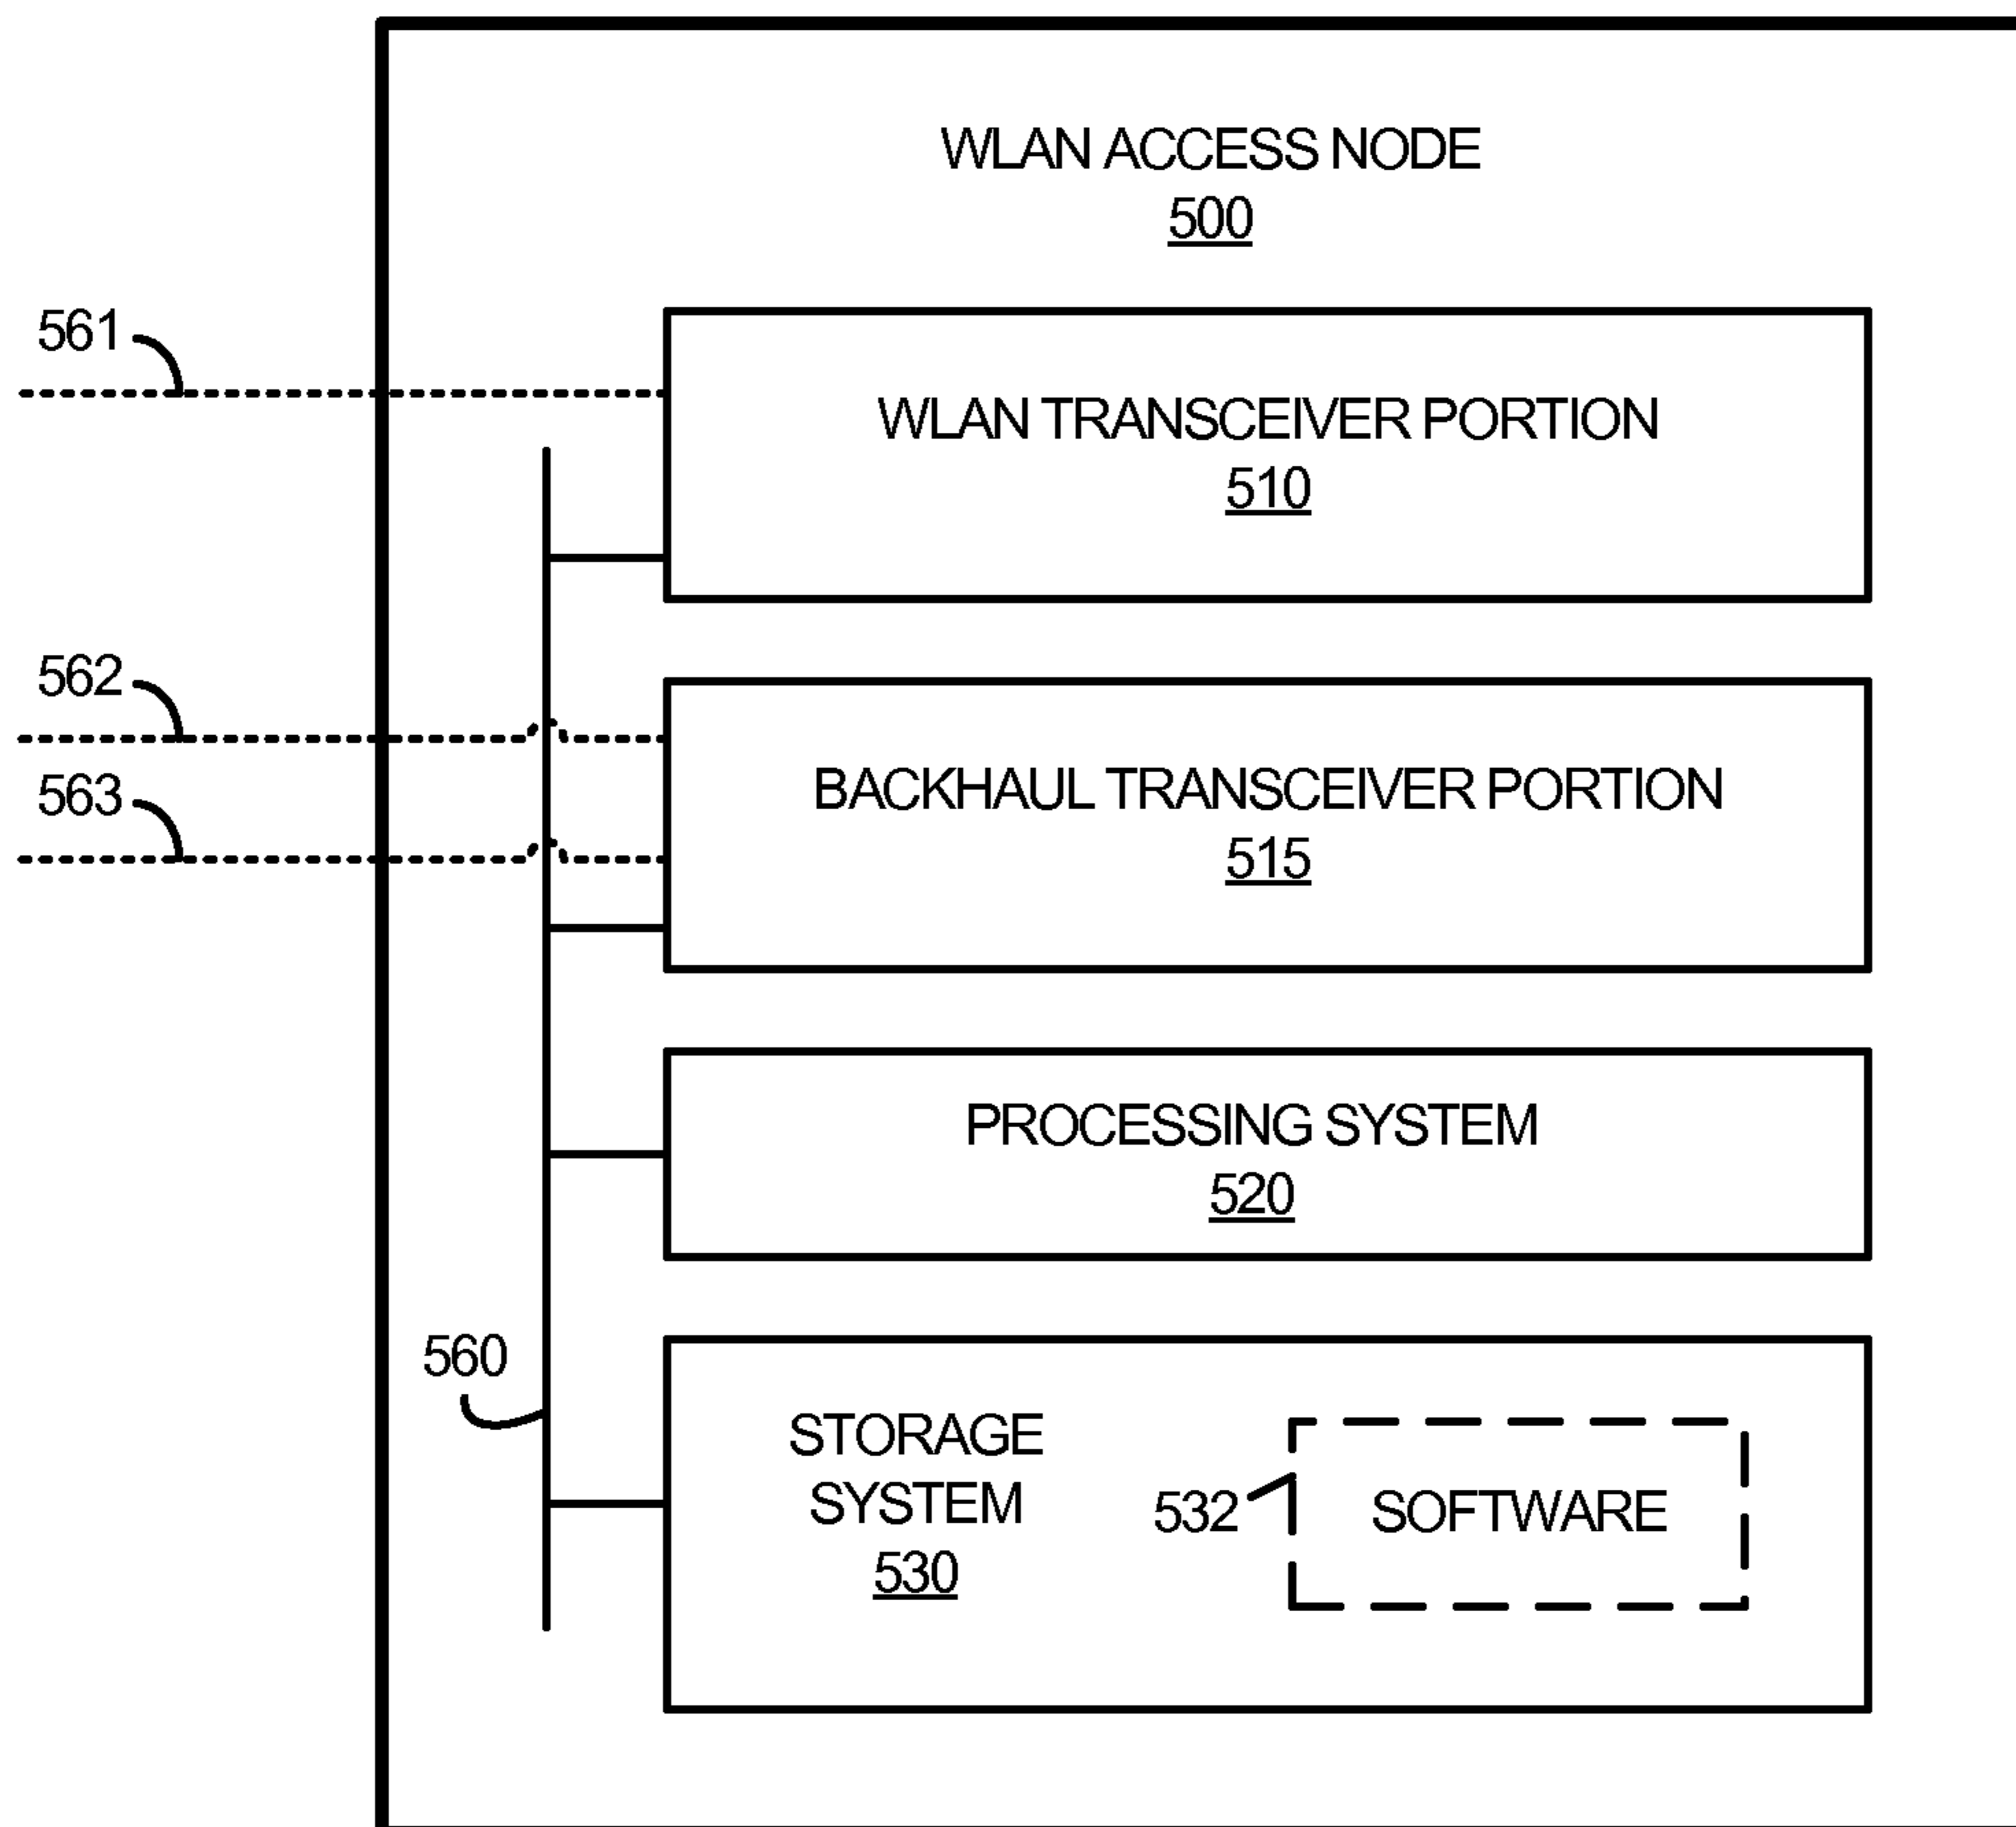 WLAN ACCESS NODE
500
561
WLAN TRANSCEIVER PORTION
510
562
563
BACKHAUL TRANSCEIVER PORTION
515
PROCESSING SYSTEM
520
560
STORAGE
SYSTEM
530
532
SOFTWARE